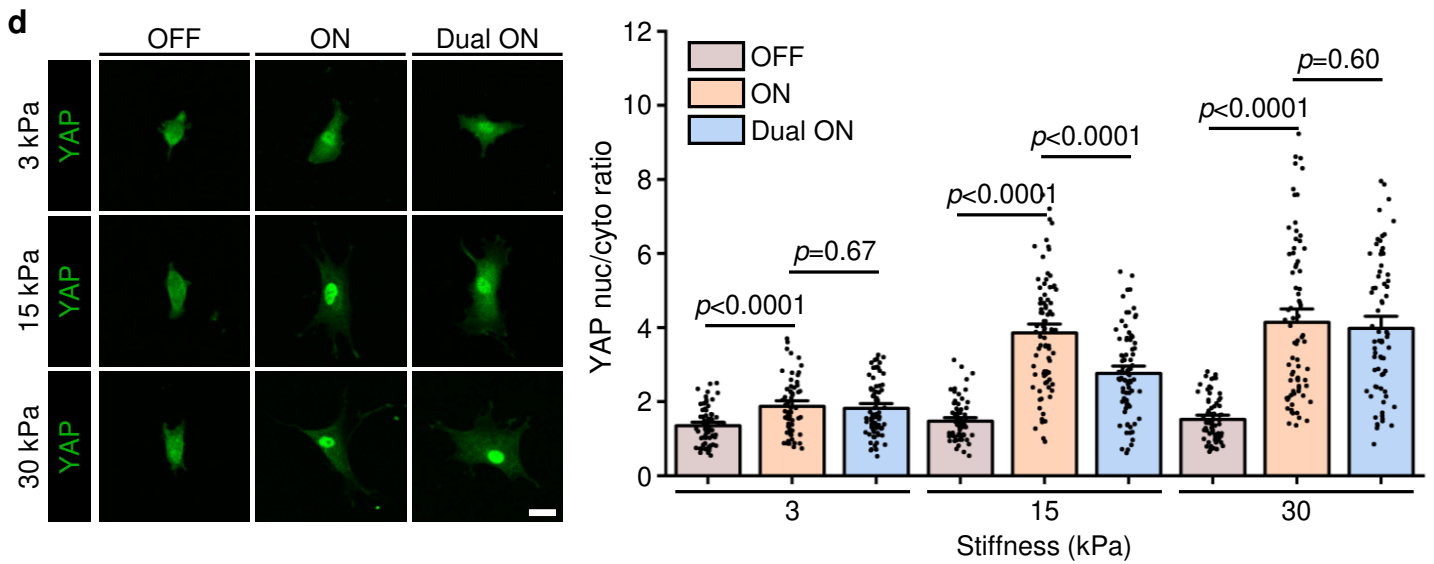 d
OFF ON Dual ON
3 kPa YAP
15 kPa YAP
30 kPa YAP
YAP nuc/cyto ratio
12
10
8
6
4
2
0
OFF
ON
Dual ON
p<0.0001
p=0.67
p<0.0001
p<0.0001
p<0.0001
p=0.60
3 15 30
Stiffness (kPa)